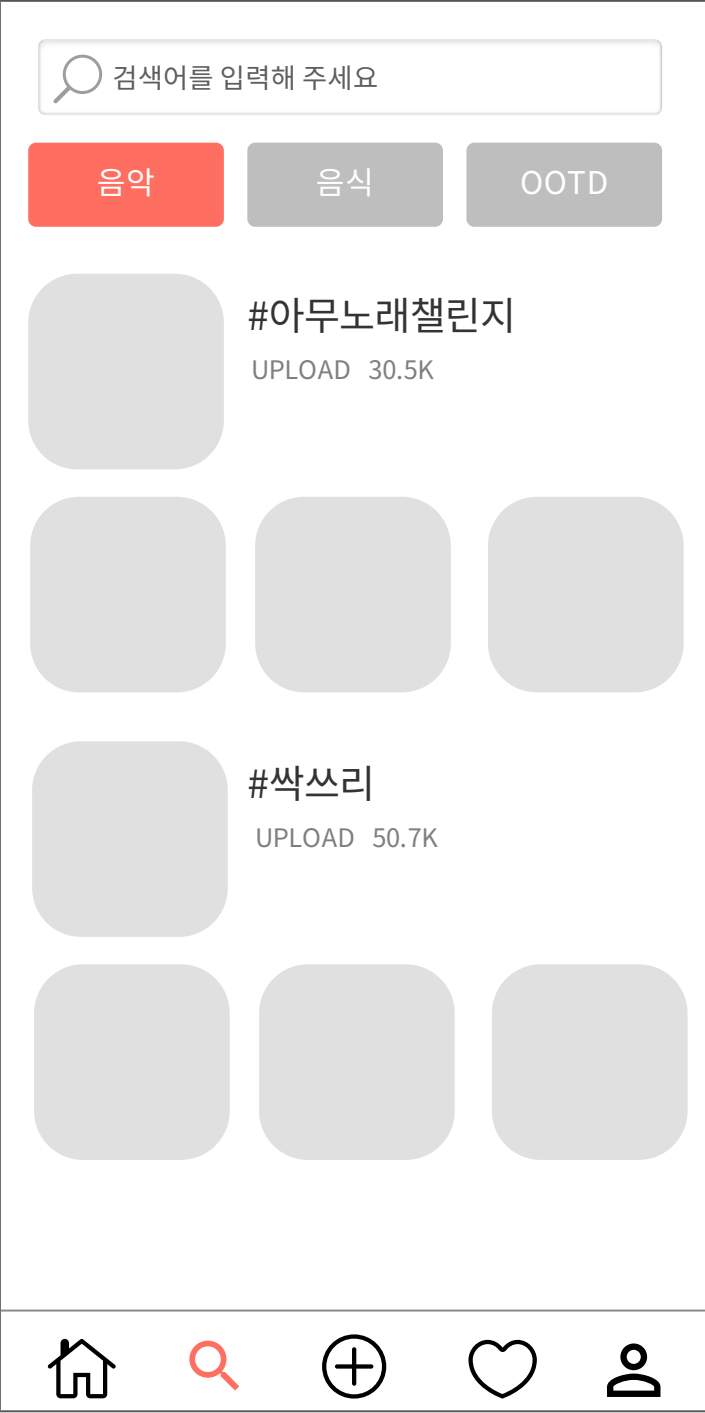 검색어를 입력해 주세요
음악
음식
OOTD
#아무노래챌린지
UPLOAD 30.5K
#싹쓰리
UPLOAD 50.7K